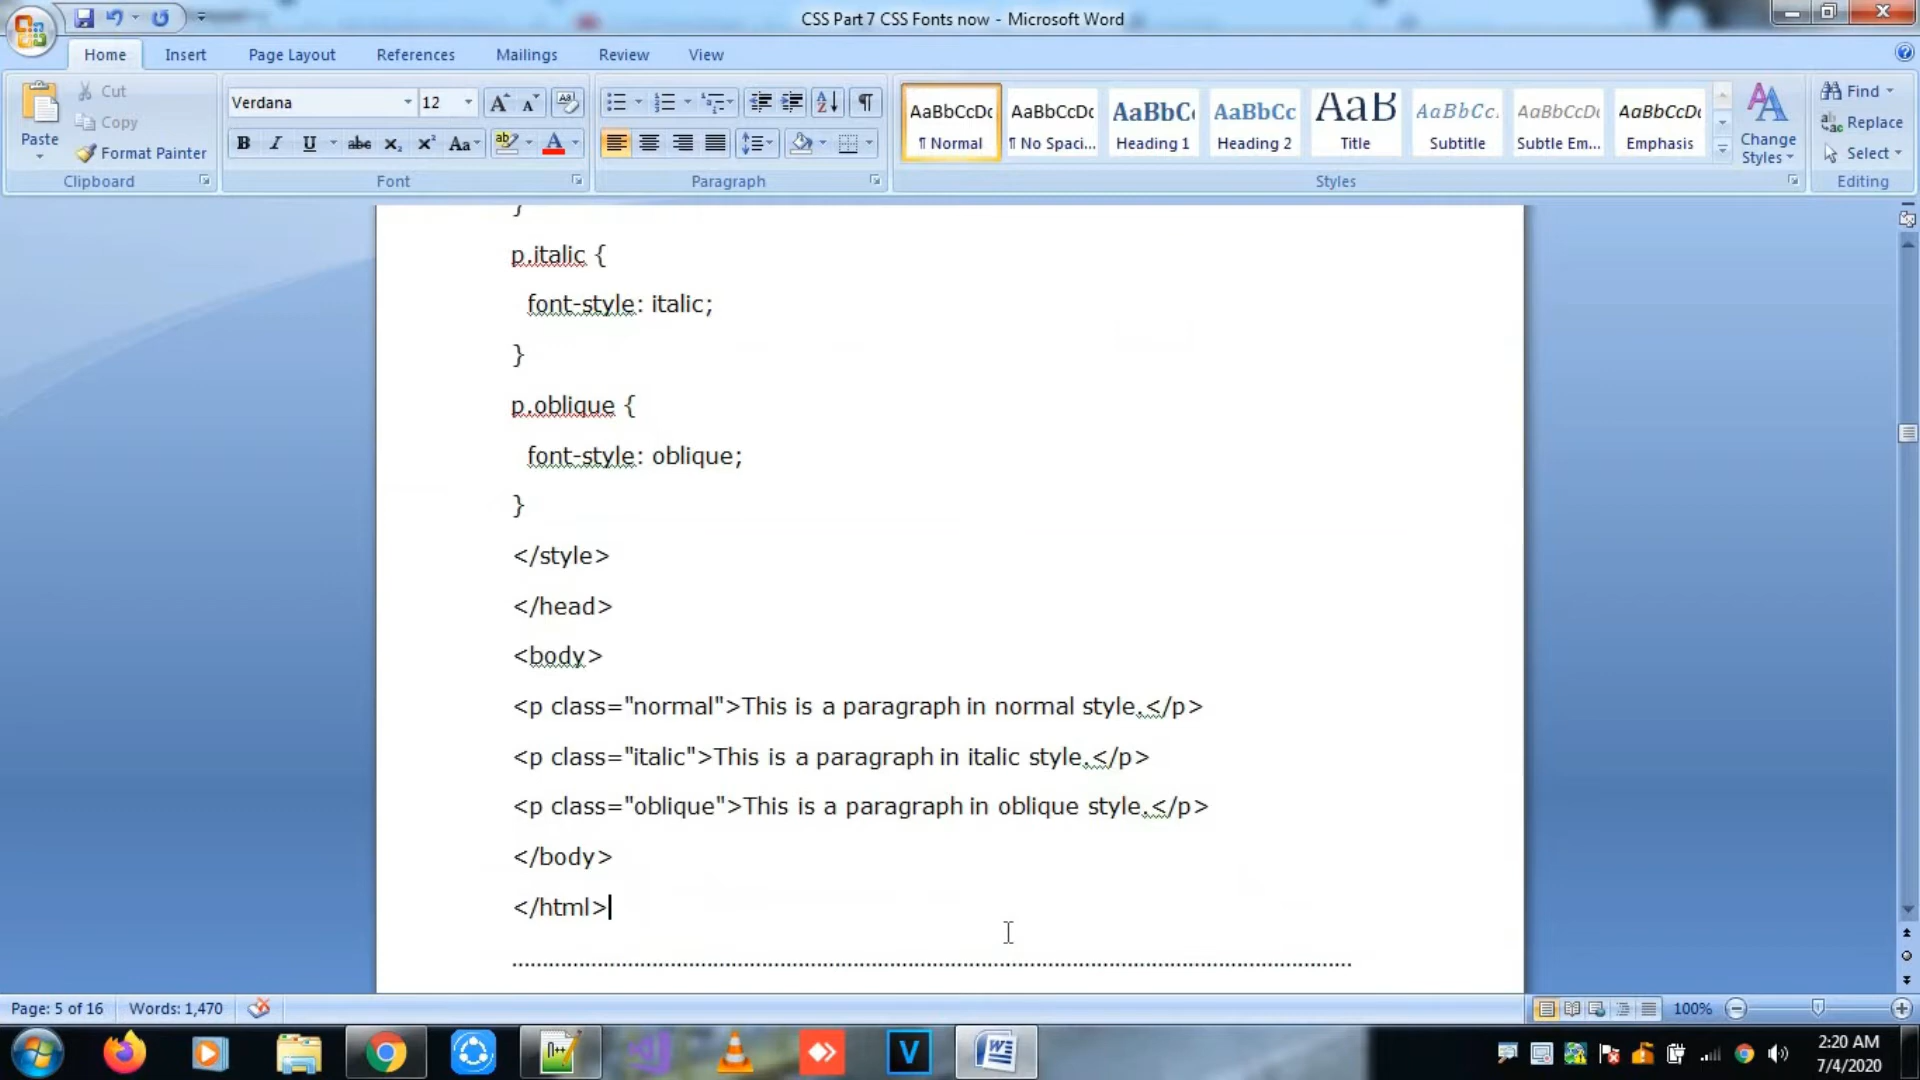 CSS Part 7 CSS Fonts now - Microsoft Word
Home Insert Page Layout References Mailings Review View
Paste
Cut
Copy
Format Painter
Clipboard
Verdana 12
B I U abc X₂ X² Aa
ab A
Font
Paragraph
AaBbCcDc AaBbCcDc AaBbC AaBbCc AaB AaBbCc. AaBbCcDc AaBbCcDc
¶ Normal ¶ No Spaci... Heading 1 Heading 2 Title Subtitle Subtle Em... Emphasis
Change Styles
Styles
Find
Replace
Select
Editing
}
p.italic {
font-style: italic;
}
p.oblique {
font-style: oblique;
}
</style>
</head>
<body>
<p class="normal">This is a paragraph in normal style.</p>
<p class="italic">This is a paragraph in italic style.</p>
<p class="oblique">This is a paragraph in oblique style.</p>
</body>
</html>
Page: 5 of 16 Words: 1,470 100%
2:20 AM
7/4/2020